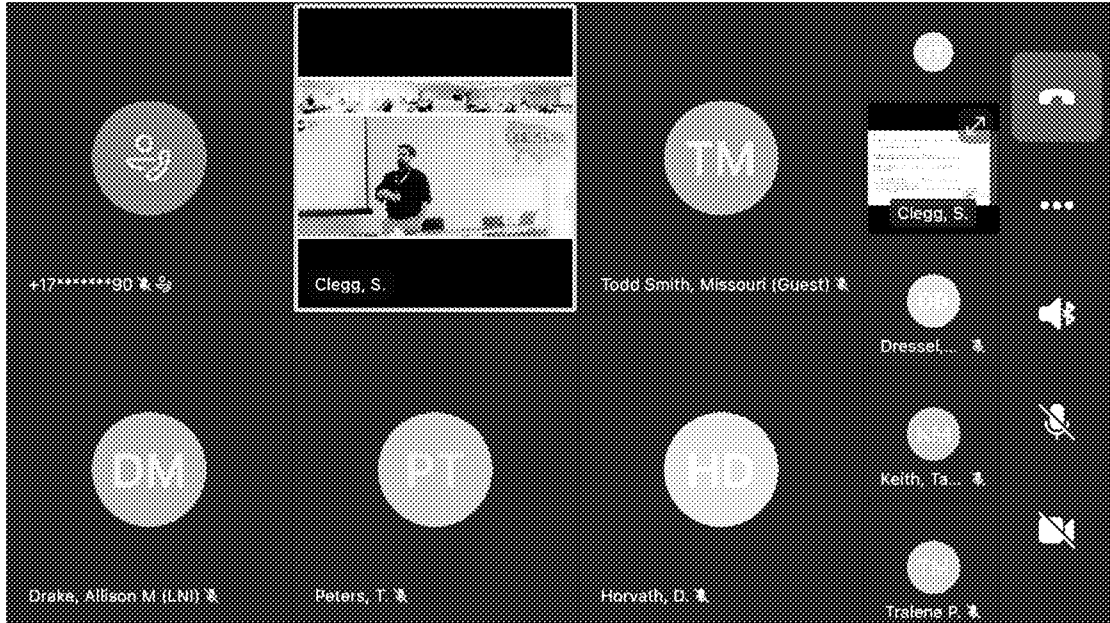 +17*******90
Clegg, S.
TM
Todd Smith, Missouri (Guest)
DM
Drake, Allison M (LNI)
PT
Peters, T.
HD
Horvath, D.
Clegg, S.
Dressel,...
Keith, Ta...
Tralene P.